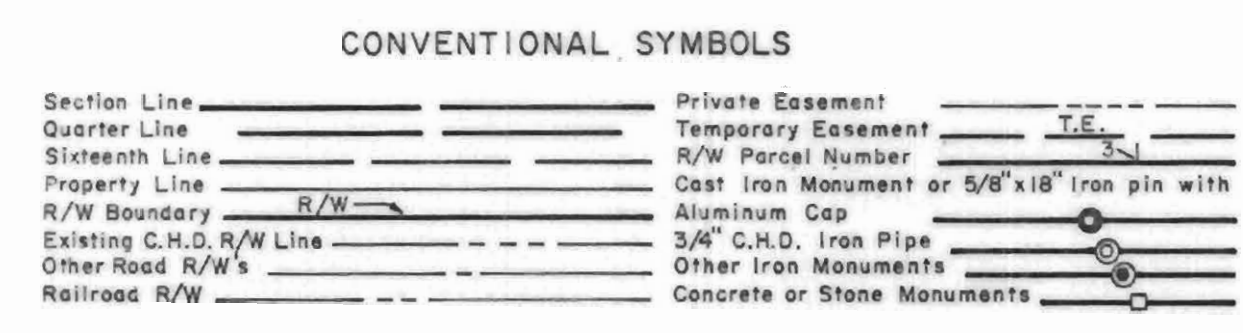 CONVENTIONAL SYMBOLS
Section Line
Quarter Line
Sixteenth Line
Property Line
R/W Boundary R/W
Existing C.H.D. R/W Line
Other Road R/W's
Railroad R/W
Private Easement
Temporary Easement T.E.
R/W Parcel Number 3
Cast Iron Monument or 5/8"x18" Iron pin with
Aluminum Cap
3/4" C.H.D. Iron Pipe
Other Iron Monuments
Concrete or Stone Monuments